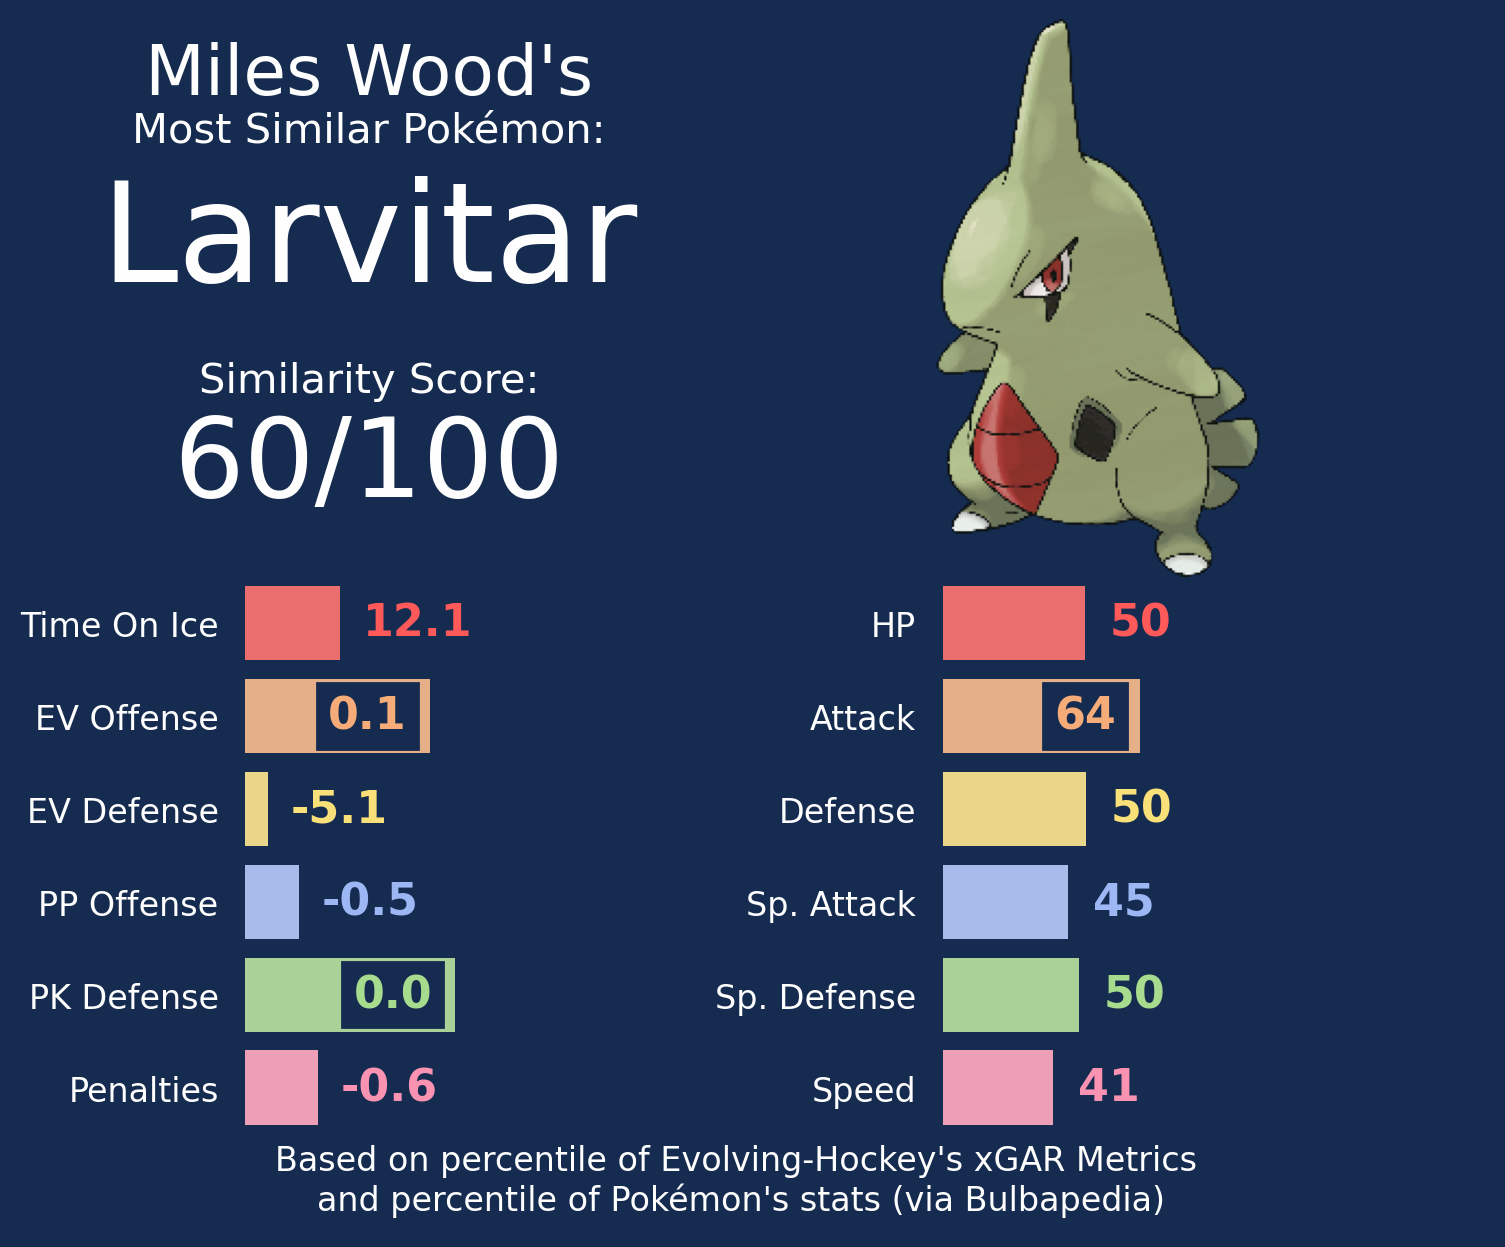 Miles Wood's
Most Similar Pokémon:
Larvitar
Similarity Score:
60/100
Time On Ice 12.1
EV Offense 0.1
EV Defense -5.1
PP Offense -0.5
PK Defense 0.0
Penalties -0.6
HP 50
Attack 64
Defense 50
Sp. Attack 45
Sp. Defense 50
Speed 41
Based on percentile of Evolving-Hockey's xGAR Metrics
and percentile of Pokémon's stats (via Bulbapedia)